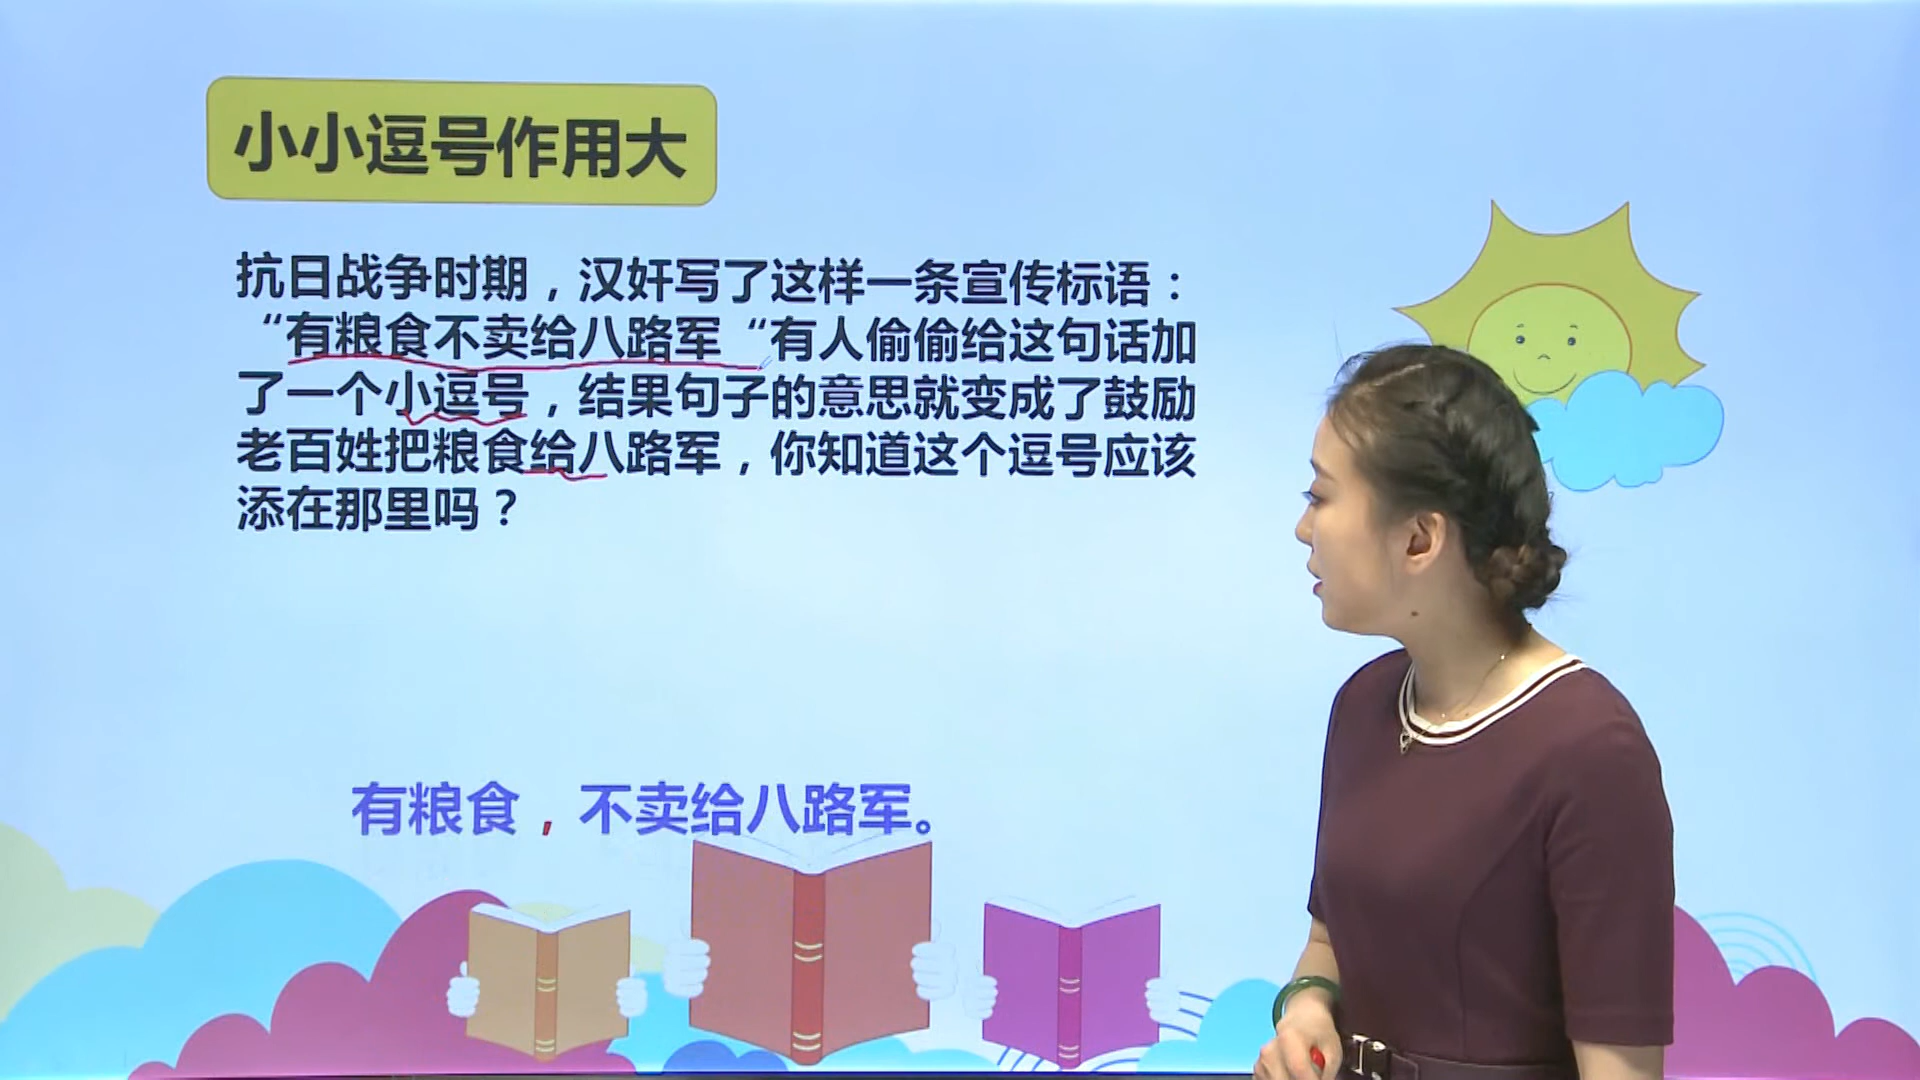 小小逗号作用大
抗日战争时期，汉奸写了这样一条宣传标语：
“有粮食不卖给八路军“有人偷偷给这句话加
了一个小逗号，结果句子的意思就变成了鼓励
老百姓把粮食给八路军，你知道这个逗号应该
添在那里吗？
有粮食，不卖给八路军。